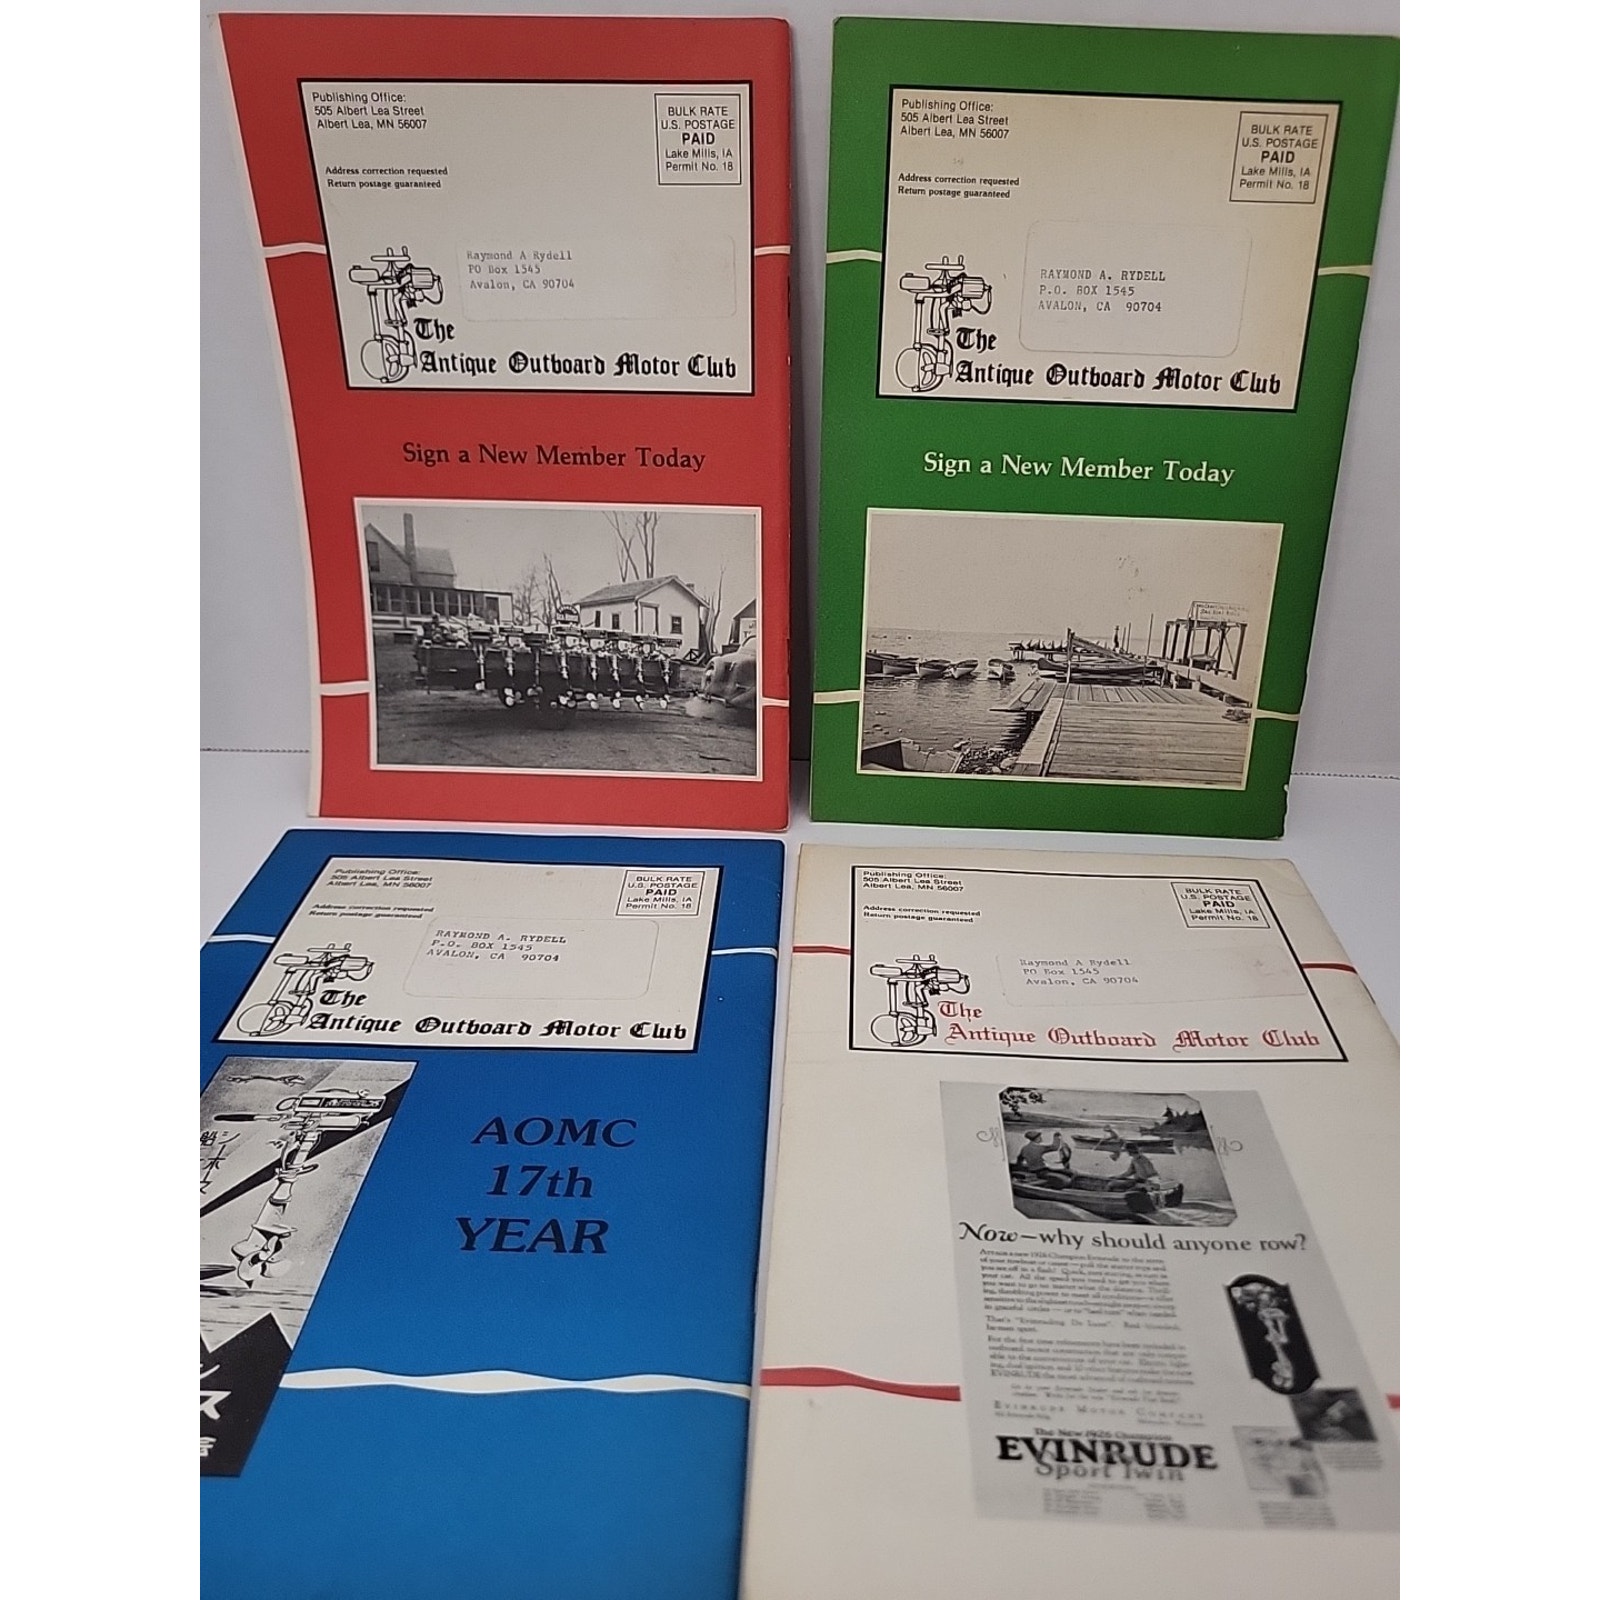 Publishing Office:
505 Albert Lea Street
Albert Lea, MN 56007
BULK RATE
U.S. POSTAGE
PAID
Lake Mills, IA
Permit No. 18
Address correction requested
Return postage guaranteed
Raymond A Rydell
PO Box 1545
Avalon, CA 90704
The
Antique Outboard Motor Club
Sign a New Member Today
Publishing Office:
505 Albert Lea Street
Albert Lea, MN 56007
BULK RATE
U.S. POSTAGE
PAID
Lake Mills, IA
Permit No. 18
Address correction requested
Return postage guaranteed
RAYMOND A. RYDELL
P.O. BOX 1545
AVALON, CA 90704
The
Antique Outboard Motor Club
Sign a New Member Today
Publishing Office:
505 Albert Lea Street
Albert Lea, MN 56007
BULK RATE
U.S. POSTAGE
PAID
Lake Mills, IA
Permit No. 18
Address correction requested
Return postage guaranteed
RAYMOND A. RYDELL
P.O. BOX 1545
AVALON, CA 90704
The
Antique Outboard Motor Club
AOMC
17th
YEAR
Publishing Office:
505 Albert Lea Street
Albert Lea, MN 56007
BULK RATE
U.S. POSTAGE
PAID
Lake Mills, IA
Permit No. 18
Address correction requested
Return postage guaranteed
Raymond A Rydell
PO Box 1545
Avalon, CA 90704
The
Antique Outboard Motor Club
Now—why should anyone row?
EVINRUDE MOTOR COMPANY
The New 1926 Champion
EVINRUDE
Sport Twin